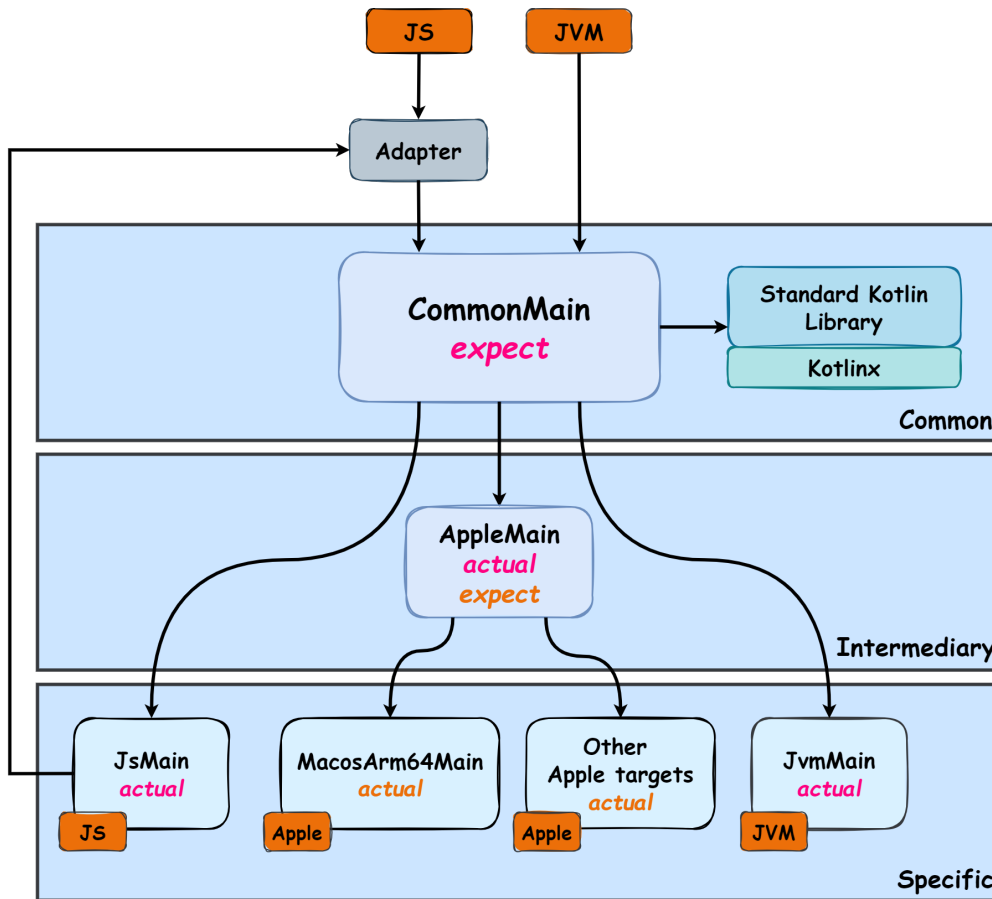 JS
JVM
Adapter
CommonMain
expect
Standard Kotlin
Library
Kotlinx
Common
AppleMain
actual
expect
Intermediary
JsMain
actual
JS
MacosArm64Main
actual
Apple
Other
Apple targets
actual
Apple
JvmMain
actual
JVM
Specific